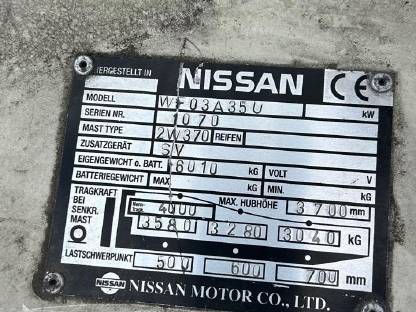 HERGESTELLT IN NISSAN CE
MODELL WF03A35U kW
SERIEN NR. 1070
MAST TYPE 2W370 REIFEN
ZUSATZGERÄT SV
EIGENGEWICHT o. BATT. 6010 kG VOLT V
BATTERIEGEWICHT MAX. kG MIN. KG
TRAGKRAFT BEI SENKR. MAST 4000 MAX. HUBHÖHE 3700 mm
3580 3280 3040 kG
LASTSCHWERPUNKT 500 600 700 mm
NISSAN NISSAN MOTOR CO., LTD.